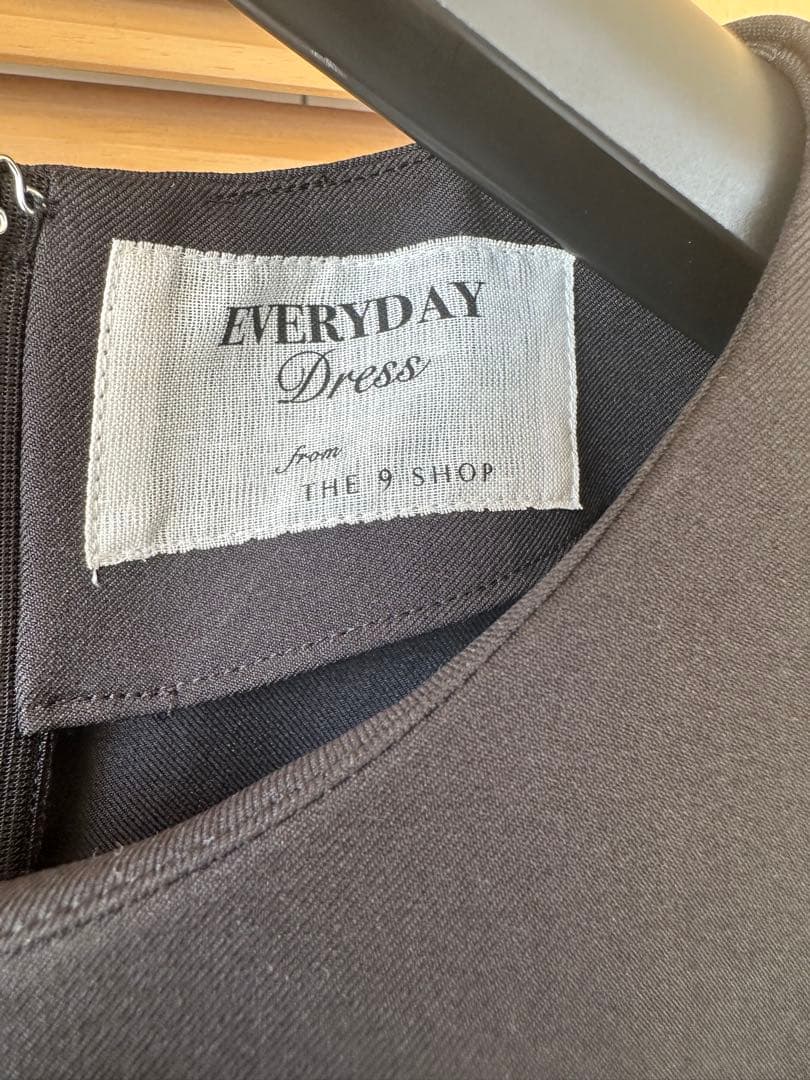 EVERYDAY
Dress
from
THE 9 SHOP